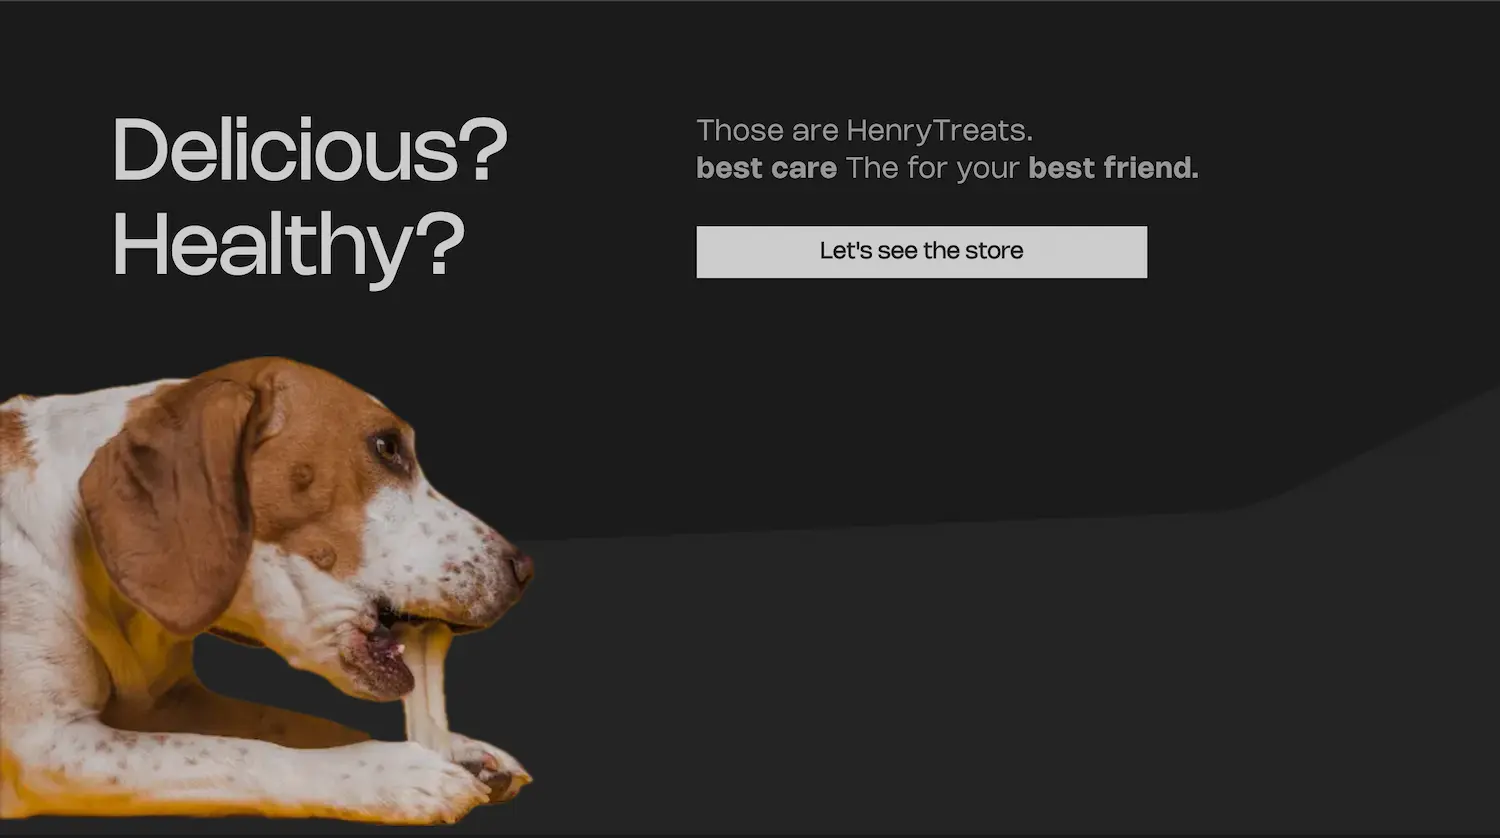 Delicious?
Healthy?
Those are HenryTreats.
best care The for your best friend.
Let's see the store